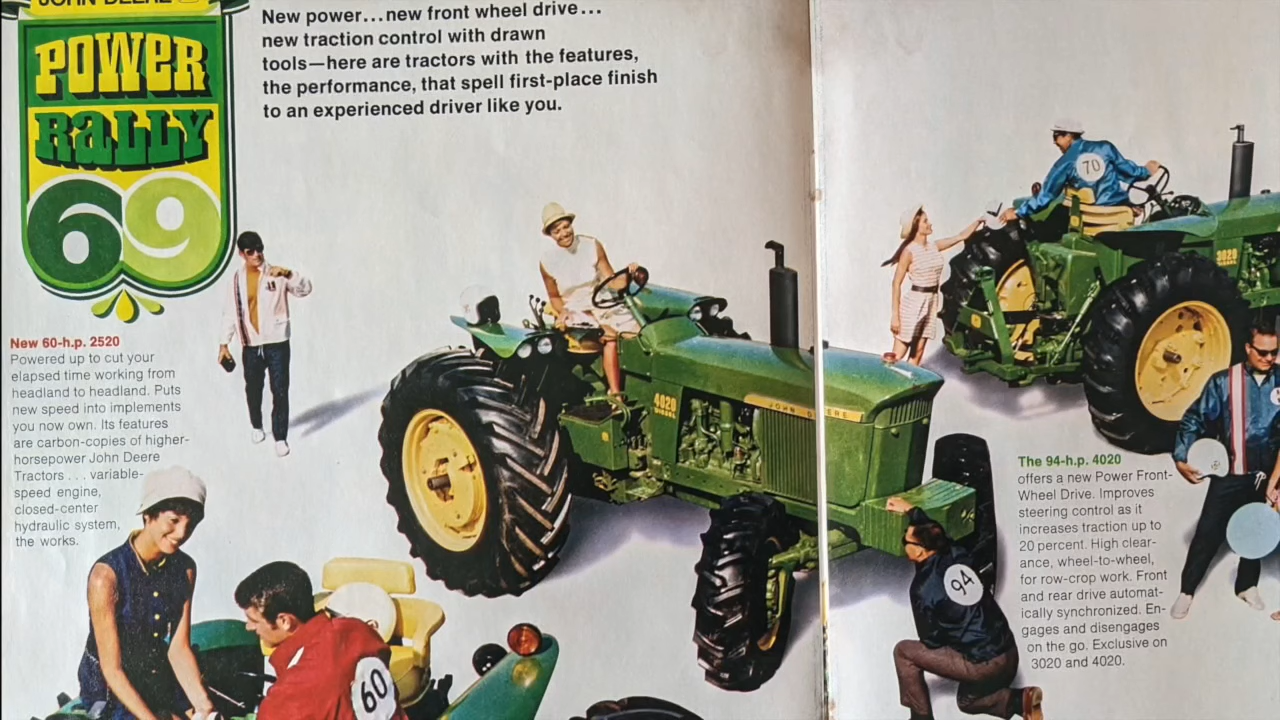 JOHN DEERE
POWER
RaLLY
69
New power...new front wheel drive...
new traction control with drawn
tools—here are tractors with the features,
the performance, that spell first-place finish
to an experienced driver like you.
New 60-h.p. 2520
Powered up to cut your
elapsed time working from
headland to headland. Puts
new speed into implements
you now own. Its features
are carbon-copies of higher-
horsepower John Deere
Tractors . . . variable-
speed engine,
closed-center
hydraulic system,
the works.
4020
DIESEL
JOHN DEERE
60
70
3020
DIESEL
94
The 94-h.p. 4020
offers a new Power Front-
Wheel Drive. Improves
steering control as it
increases traction up to
20 percent. High clear-
ance, wheel-to-wheel,
for row-crop work. Front
and rear drive automat-
ically synchronized. En-
gages and disengages
on the go. Exclusive on
3020 and 4020.